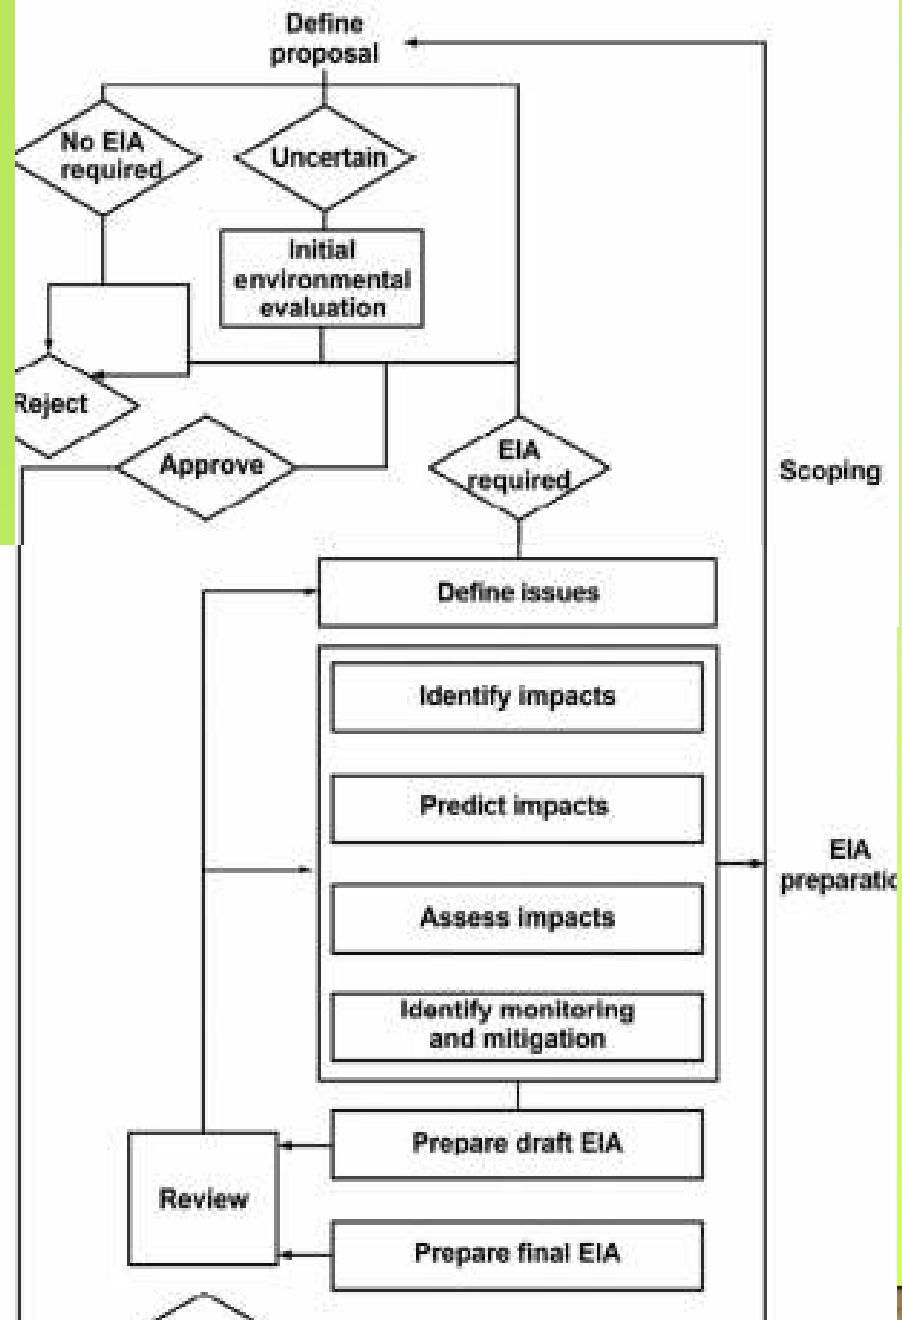 Define
proposal
No EIA
required
Uncertain
Initial
environmental
evaluation
Reject
Approve
EIA
required
Scoping
Define issues
Identify impacts
Predict impacts
EIA
preparatic
Assess impacts
Identify monitoring
and mitigation
Prepare draft EIA
Review
Prepare final EIA